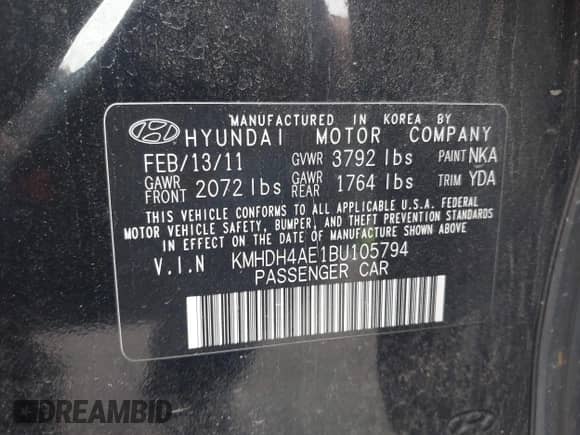 MANUFACTURED IN KOREA BY
HYUNDAI MOTOR COMPANY
FEB/13/11 GVWR 3792 lbs PAINT NKA
GAWR FRONT 2072 lbs GAWR REAR 1764 lbs TRIM YDA
THIS VEHICLE CONFORMS TO ALL APPLICABLE U.S.A. FEDERAL
MOTOR VEHICLE SAFETY, BUMPER, AND THEFT PREVENTION STANDARDS
IN EFFECT ON THE DATE OF MANUFACTURE SHOWN ABOVE.
V.I.N KMHDH4AE1BU105794
PASSENGER CAR
DREAMBID